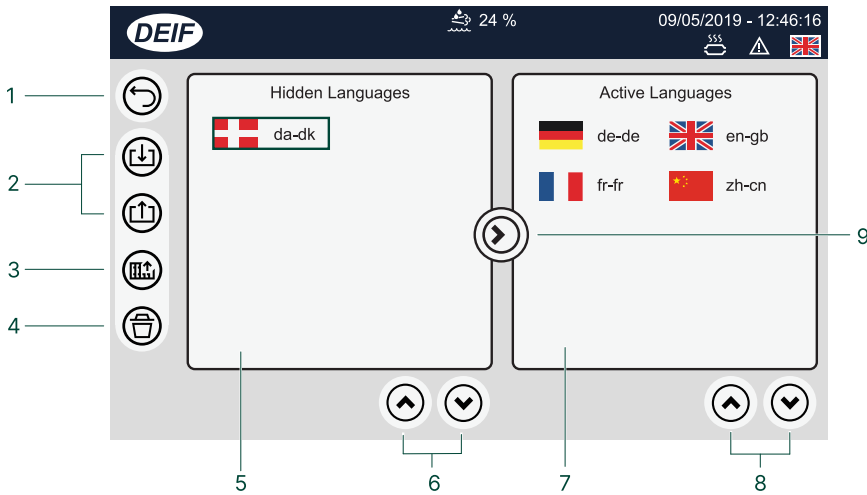 DEIF
24 %
09/05/2019 - 12:46:16
1
2
3
4
Hidden Languages
da-dk
Active Languages
de-de
en-gb
fr-fr
zh-cn
9
5
6
7
8